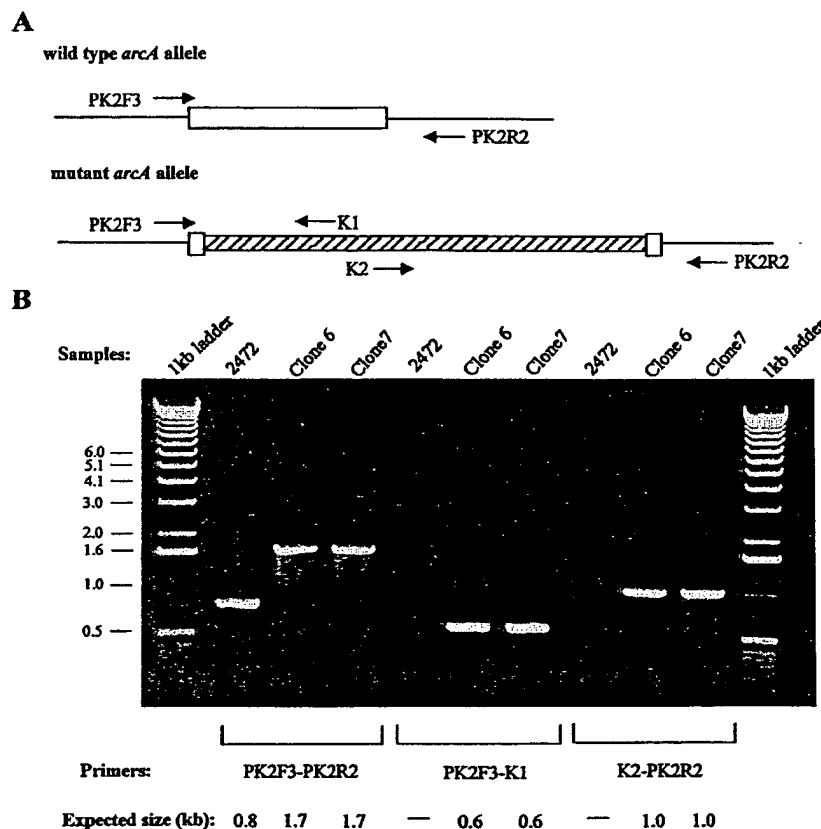 A
wild type arcA allele
PK2F3
PK2R2
mutant arcA allele
PK2F3
K1
K2
PK2R2
B
Samples: 1kb ladder 2472 Clone 6 Clone7 2472 Clone 6 Clone7 2472 Clone 6 Clone7 1kb ladder
6.0
5.1
4.1
3.0
2.0
1.6
1.0
0.5
Primers: PK2F3-PK2R2 PK2F3-K1 K2-PK2R2
Expected size (kb): 0.8 1.7 1.7 — 0.6 0.6 — 1.0 1.0